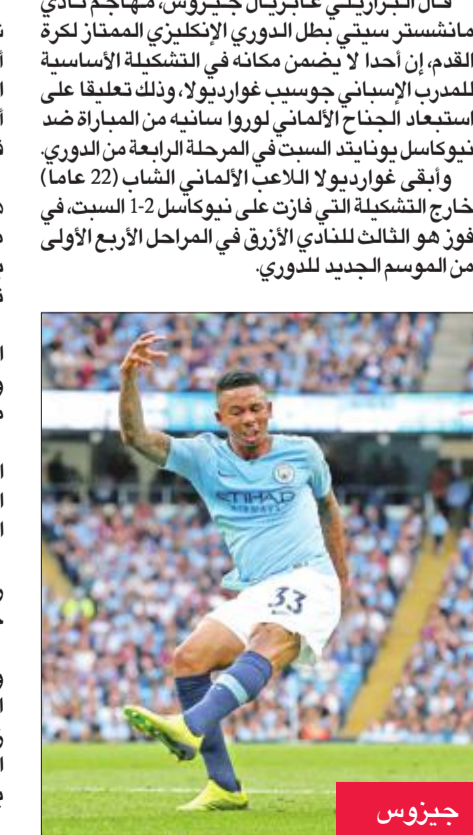 قال البرازيلي غابريال جيزوس، مهاجم نادي
مانشستر سيتي بطل الدوري الإنكليزي الممتاز لكرة
القدم، إن أحدا لا يضمن مكانه في التشكيلة الأساسية
للمدرب الإسباني جوسيب غوارديولا، وذلك تعليقا على
استبعاد الجناح الألماني لوروا سانيه من المباراة ضد
نيوكاسل يونايتد السبت في المرحلة الرابعة من الدوري.
وأبقى غوارديولا اللاعب الألماني الشاب (22 عاما)
خارج التشكيلة التي فازت على نيوكاسل 2-1 السبت، في
فوز هو الثالث للنادي الأزرق في المراحل الأربع الأولى
من الموسم الجديد للدوري.
ETIHAD
AIRWAYS
33
جيزوس